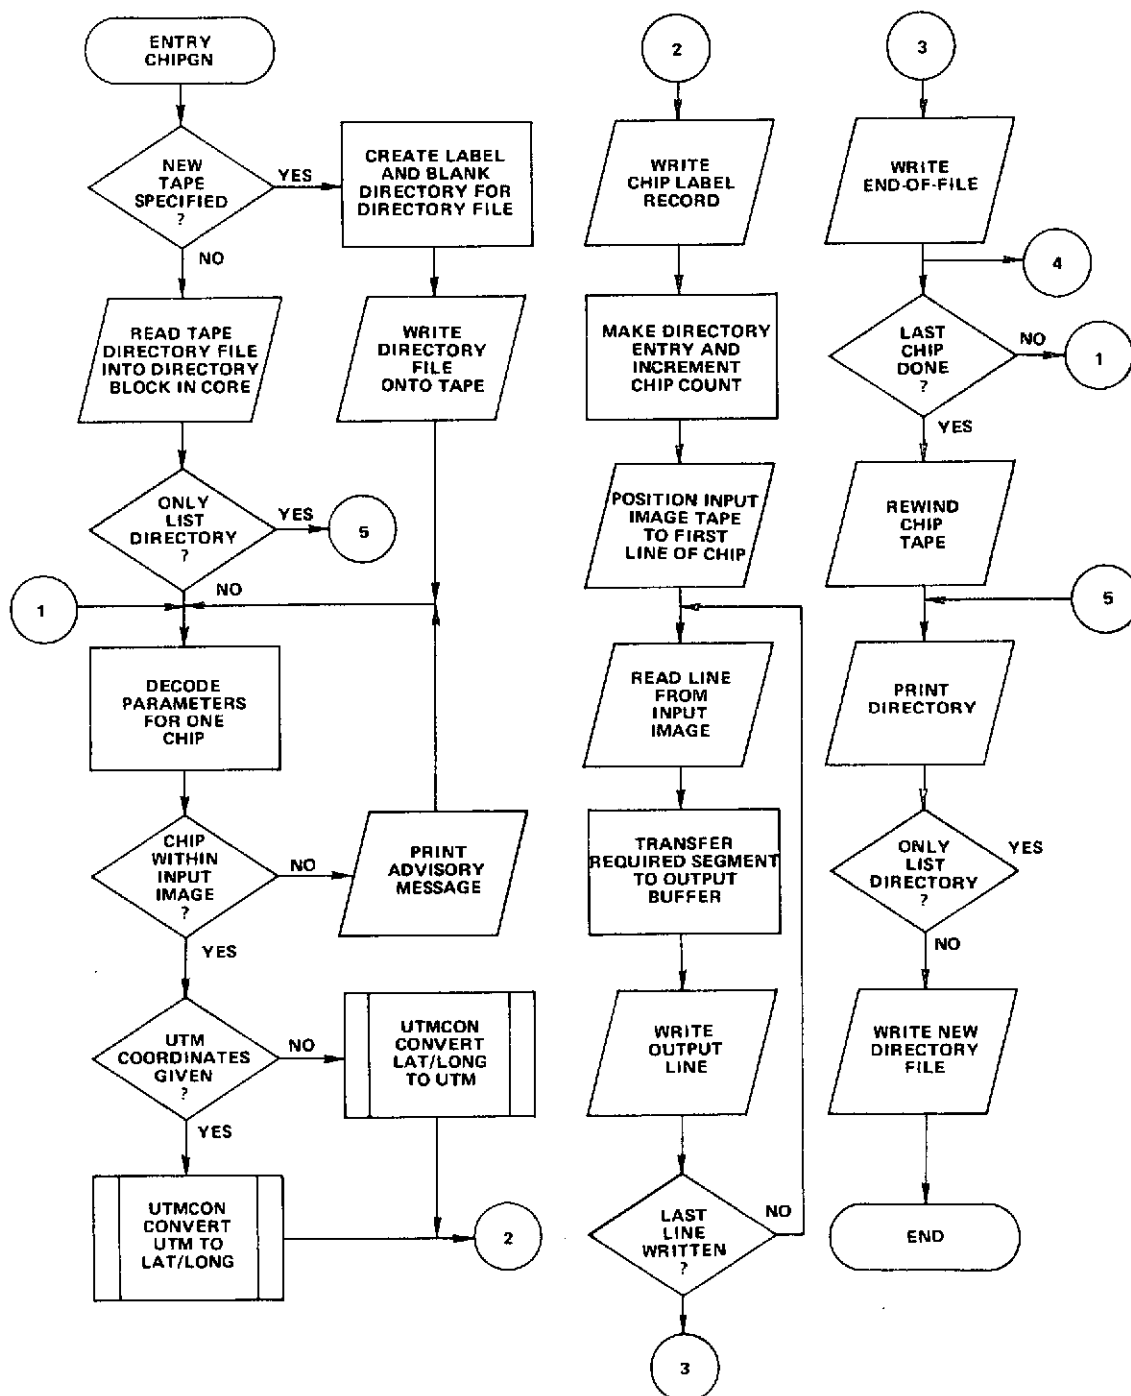 ENTRY
CHIPGN
NEW
TAPE
SPECIFIED
?
YES
NO
CREATE LABEL
AND BLANK
DIRECTORY FOR
DIRECTORY FILE
READ TAPE
DIRECTORY FILE
INTO DIRECTORY
BLOCK IN CORE
WRITE
DIRECTORY
FILE
ONTO TAPE
ONLY
LIST
DIRECTORY
?
YES
5
NO
1
DECODE
PARAMETERS
FOR ONE
CHIP
CHIP
WITHIN
INPUT
IMAGE
?
NO
PRINT
ADVISORY
MESSAGE
YES
UTM
COORDINATES
GIVEN
?
NO
UTMCON
CONVERT
LAT/LONG
TO UTM
YES
UTMCON
CONVERT
UTM TO
LAT/LONG
2
2
WRITE
CHIP LABEL
RECORD
MAKE DIRECTORY
ENTRY AND
INCREMENT
CHIP COUNT
POSITION INPUT
IMAGE TAPE
TO FIRST
LINE OF CHIP
READ LINE
FROM
INPUT
IMAGE
TRANSFER
REQUIRED SEGMENT
TO OUTPUT
BUFFER
WRITE
OUTPUT
LINE
LAST
LINE
WRITTEN
?
NO
3
3
WRITE
END-OF-FILE
4
LAST
CHIP
DONE
?
NO
1
YES
REWIND
CHIP
TAPE
5
PRINT
DIRECTORY
ONLY
LIST
DIRECTORY
?
YES
NO
WRITE NEW
DIRECTORY
FILE
END